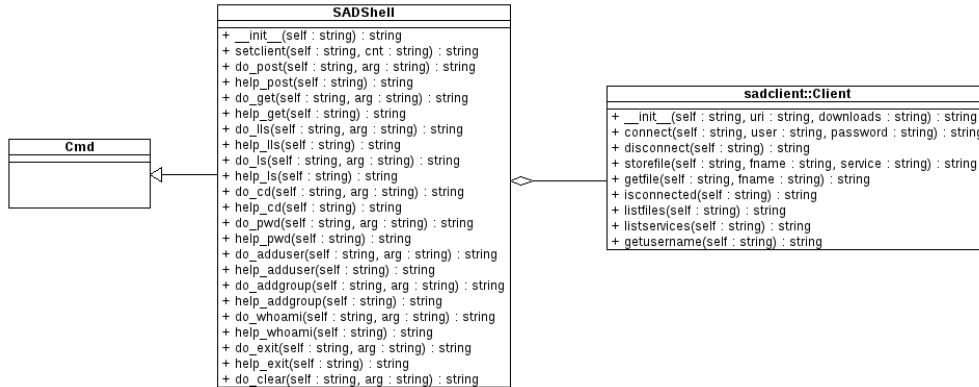 Cmd
SADShell
+ __init__(self : string) : string
+ setclient(self : string, cnt : string) : string
+ do_post(self : string, arg : string) : string
+ help_post(self : string) : string
+ do_get(self : string, arg : string) : string
+ help_get(self : string) : string
+ do_lls(self : string, arg : string) : string
+ help_lls(self : string) : string
+ do_ls(self : string, arg : string) : string
+ help_ls(self : string) : string
+ do_cd(self : string, arg : string) : string
+ help_cd(self : string) : string
+ do_pwd(self : string, arg : string) : string
+ help_pwd(self : string) : string
+ do_adduser(self : string, arg : string) : string
+ help_adduser(self : string) : string
+ do_addgroup(self : string, arg : string) : string
+ help_addgroup(self : string) : string
+ do_whoami(self : string, arg : string) : string
+ help_whoami(self : string) : string
+ do_exit(self : string, arg : string) : string
+ help_exit(self : string) : string
+ do_clear(self : string, arg : string) : string
sadclient::Client
+ __init__(self : string, uri : string, downloads : string) : string
+ connect(self : string, user : string, password : string) : string
+ disconnect(self : string) : string
+ storefile(self : string, fname : string, service : string) : string
+ getfile(self : string, fname : string) : string
+ isconnected(self : string) : string
+ listfiles(self : string) : string
+ listservices(self : string) : string
+ getusername(self : string) : string